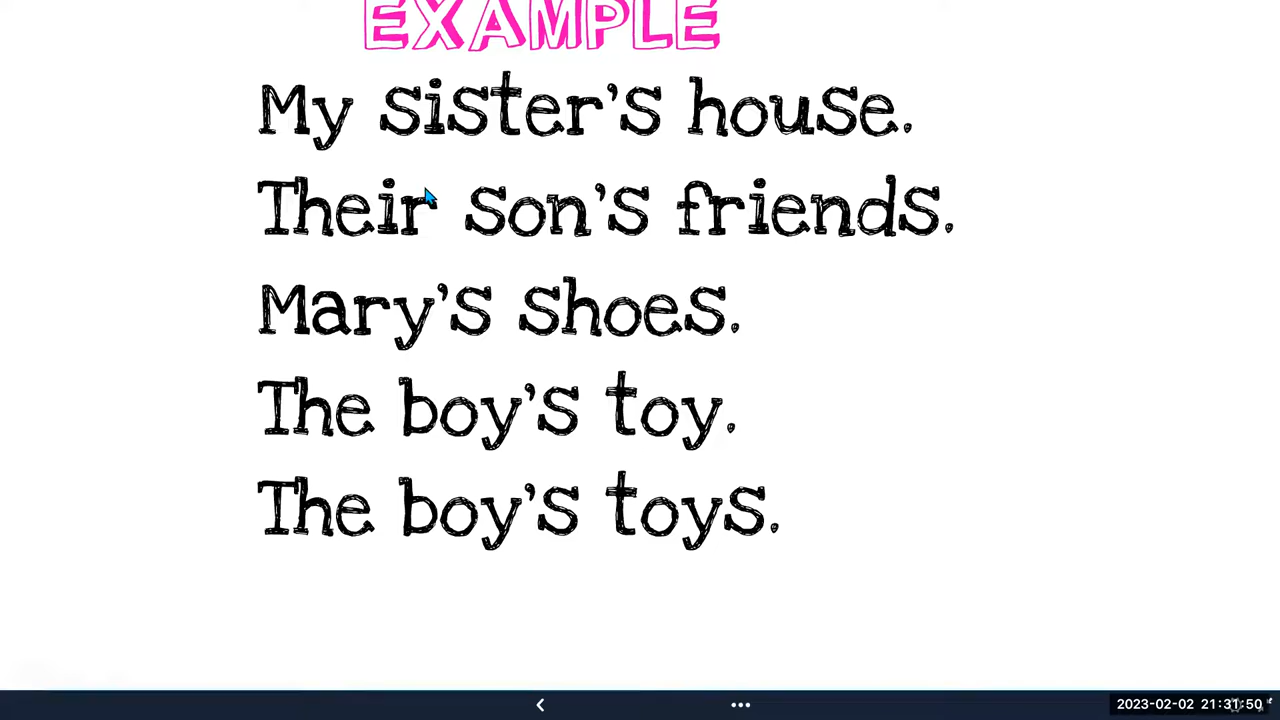 EXAMPLE
My sister’s house.
Their son’s friends.
Mary’s shoes.
The boy’s toy.
The boy’s toys.
2023-02-02 21:31:50